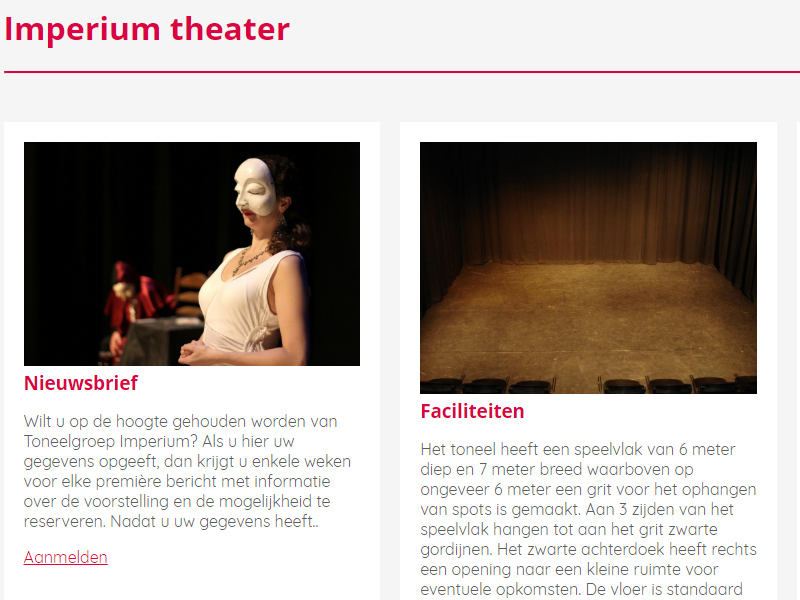 Imperium theater
Nieuwsbrief
Wilt u op de hoogte gehouden worden van
Toneelgroep Imperium? Als u hier uw
gegevens opgeeft, dan krijgt u enkele weken
voor elke première bericht met informatie
over de voorstelling en de mogelijkheid te
reserveren. Nadat u uw gegevens heeft..
Aanmelden
Faciliteiten
Het toneel heeft een speelvlak van 6 meter
diep en 7 meter breed waarboven op
ongeveer 6 meter een grit voor het ophangen
van spots is gemaakt. Aan 3 zijden van het
speelvlak hangen tot aan het grit zwarte
gordijnen. Het zwarte achterdoek heeft rechts
een opening naar een kleine ruimte voor
eventuele opkomsten. De vloer is standaard